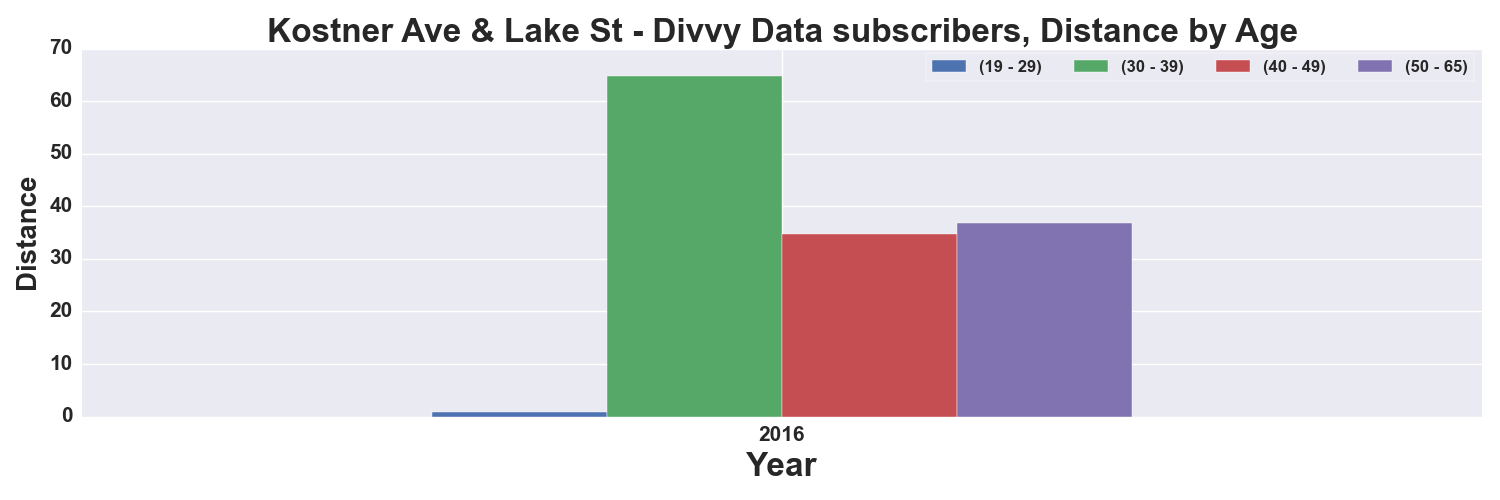 Kostner Ave & Lake St - Divvy Data subscribers, Distance by Age
70
60
50
40
30
20
10
0
Distance
(19 - 29) (30 - 39) (40 - 49) (50 - 65)
2016
Year